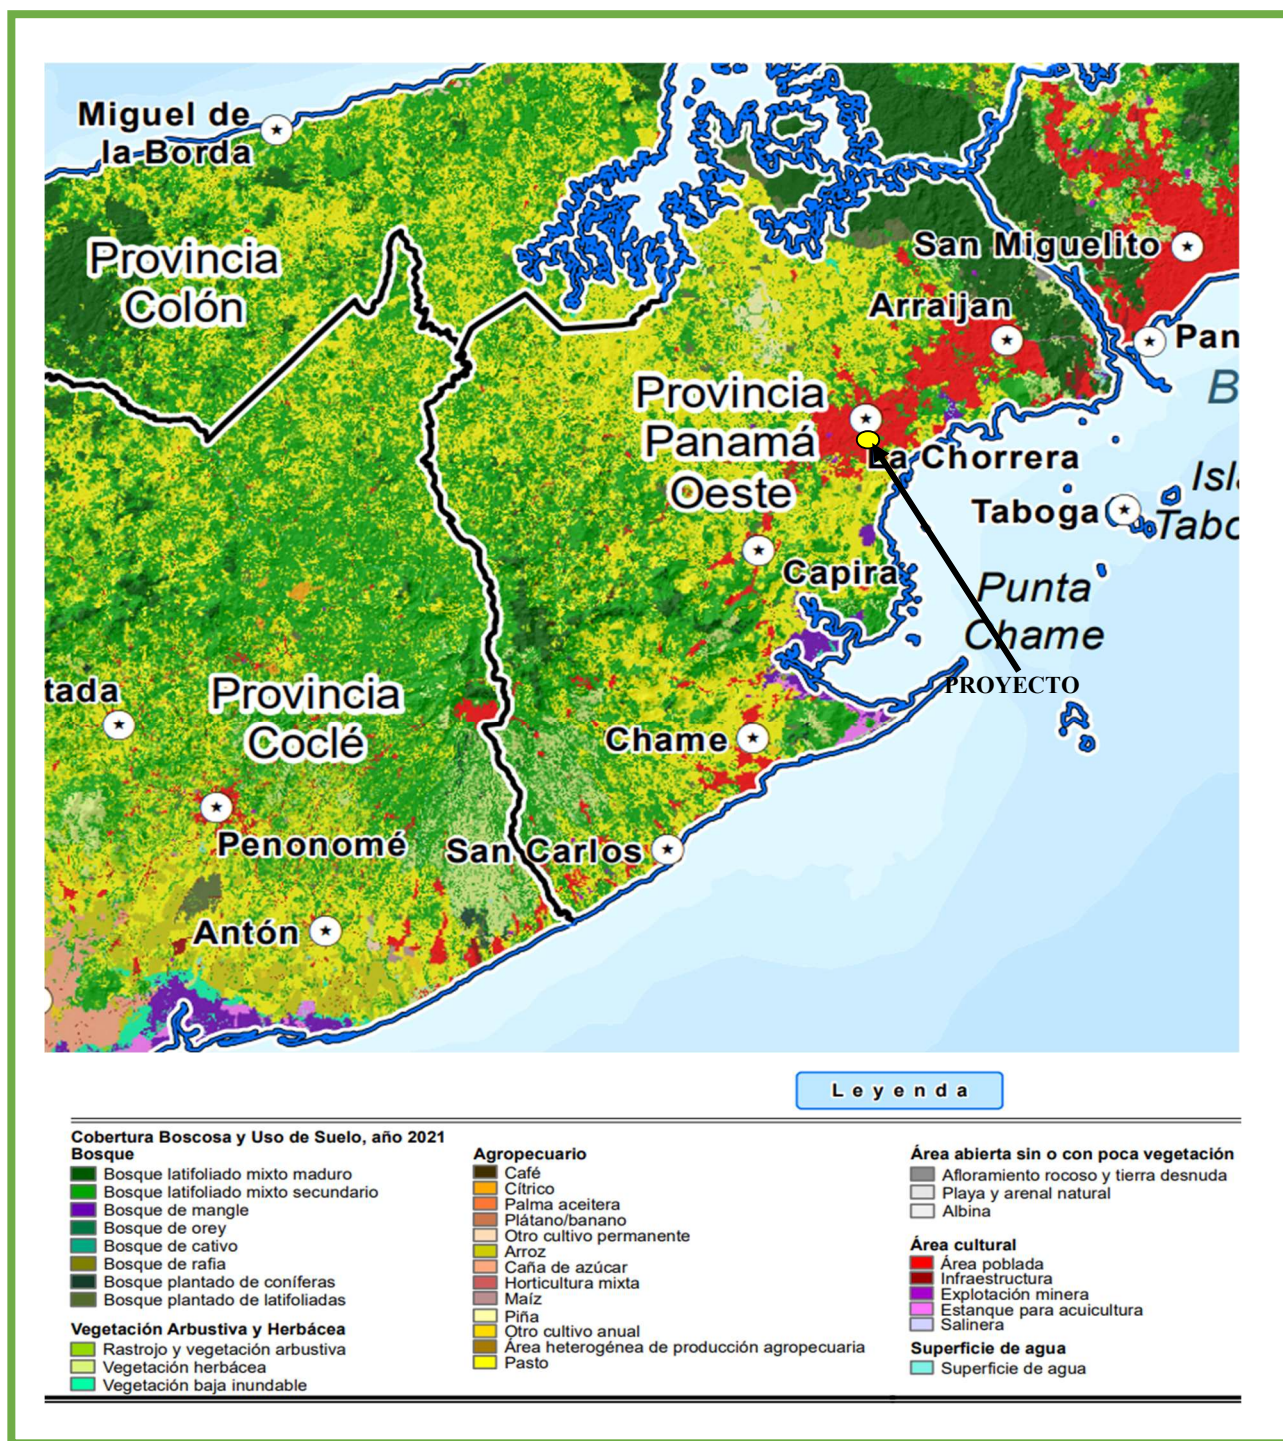 Miguel de
la Borda
Provincia
Colón
San Miguelito
Arraijan
Pan
B
Provincia
Panamá
Oeste
La Chorrera
Isl
Taboga
Tabo
Capira
Punta
Chame
PROYECTO
tada
Provincia
Coclé
Chame
Penonomé
San Carlos
Antón
Leyenda
Cobertura Boscosa y Uso de Suelo, año 2021
Bosque
Bosque latifoliado mixto maduro
Bosque latifoliado mixto secundario
Bosque de mangle
Bosque de orey
Bosque de cativo
Bosque de rafia
Bosque plantado de coníferas
Bosque plantado de latifoliadas
Vegetación Arbustiva y Herbácea
Rastrojo y vegetación arbustiva
Vegetación herbácea
Vegetación baja inundable
Agropecuario
Café
Cítrico
Palma aceitera
Plátano/banano
Otro cultivo permanente
Arroz
Caña de azúcar
Horticultura mixta
Maíz
Piña
Otro cultivo anual
Área heterogénea de producción agropecuaria
Pasto
Área abierta sin o con poca vegetación
Afloramiento rocoso y tierra desnuda
Playa y arenal natural
Albina
Área cultural
Área poblada
Infraestructura
Explotación minera
Estanque para acuicultura
Salinera
Superficie de agua
Superficie de agua